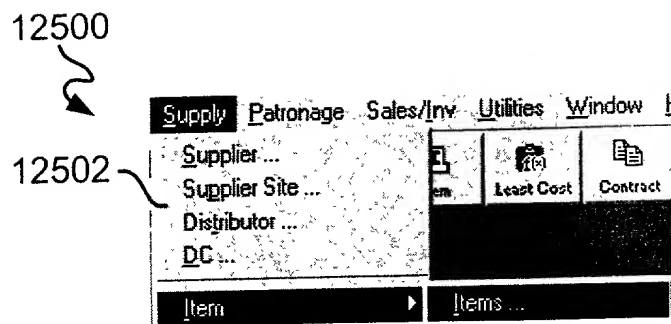 12500
Supply Patronage Sales/Inv Utilities Window
12502
Supplier ...
Supplier Site ...
Distributor ...
DC ...
f(x)
Least Cost Contract
Item Items ...